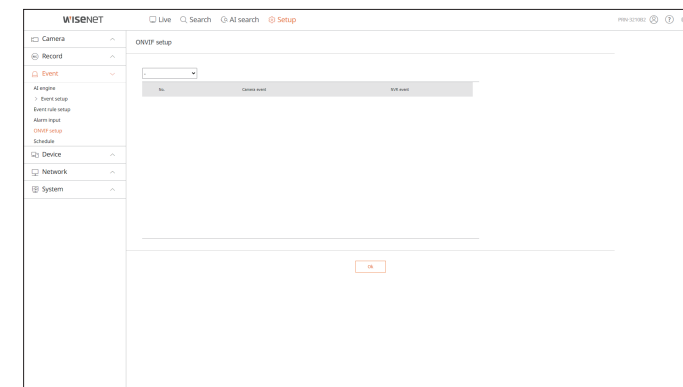 WISENET
Live Search AI search Setup
Camera
Record
Event
AI engine
> Event setup
Event rule setup
Alarm input
ONVIF setup
Schedule
Device
Network
System
ONVIF setup
-
No. Camera event NVR event
Ok